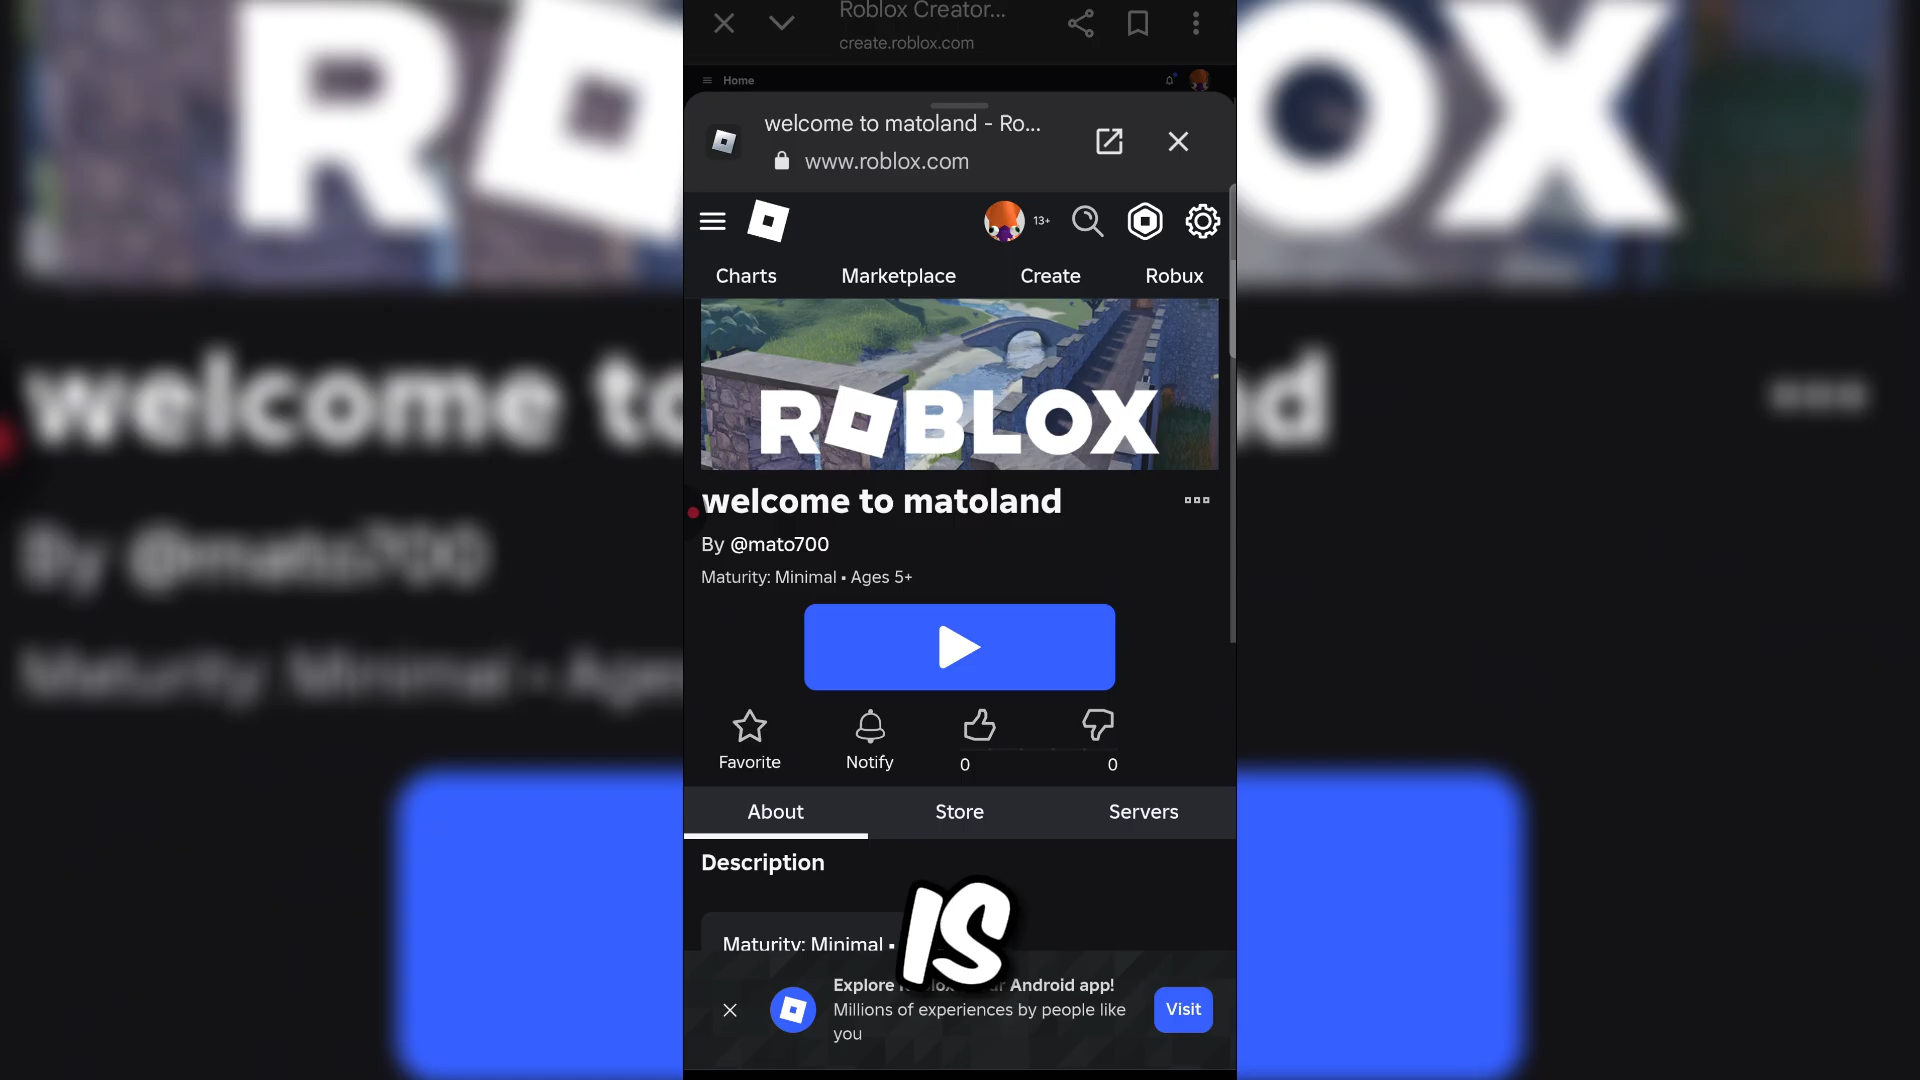 Roblox Creator...
create.roblox.com
Home
welcome to matoland - Ro...
www.roblox.com
13+
Charts Marketplace Create Robux
ROBLOX
welcome to matoland
By @mato700
Maturity: Minimal • Ages 5+
Favorite Notify 0 0
About Store Servers
Description
Maturity: Minimal •
IS
Explore Android app!
Millions of experiences by people like
you
Visit